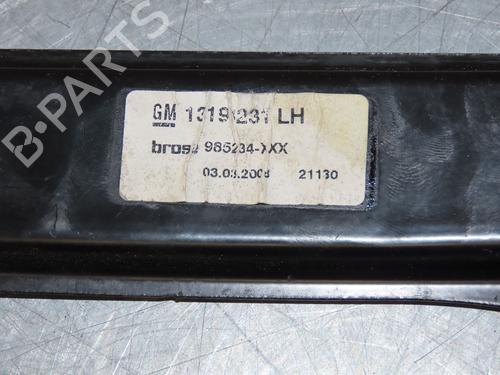 B-PARTS
GM 13191231 LH
brose 985234-XXX
03.03.2008 21130